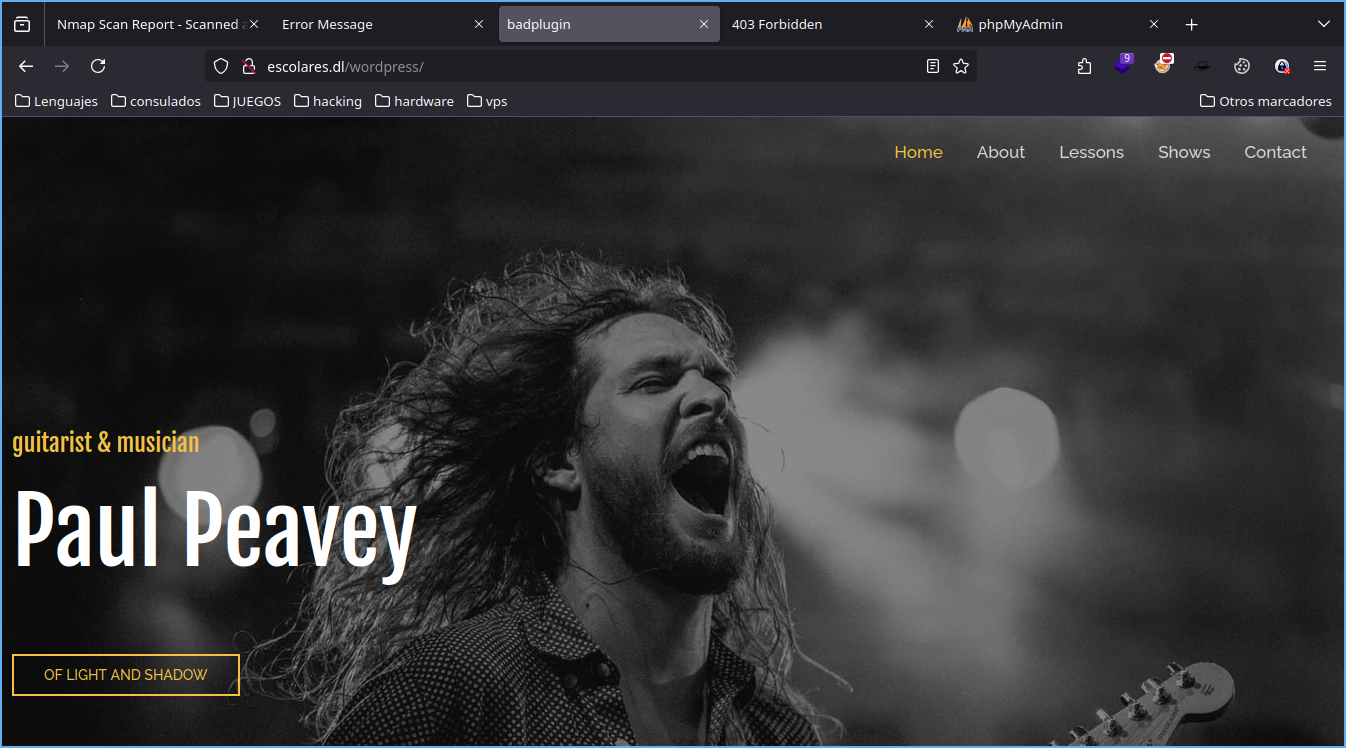 Nmap Scan Report - Scanned
Error Message
badplugin
403 Forbidden
phpMyAdmin
escolares.dl/wordpress/
9
Lenguajes
consulados
JUEGOS
hacking
hardware
vps
Otros marcadores
Home
About
Lessons
Shows
Contact
guitarist & musician
Paul Peavey
OF LIGHT AND SHADOW